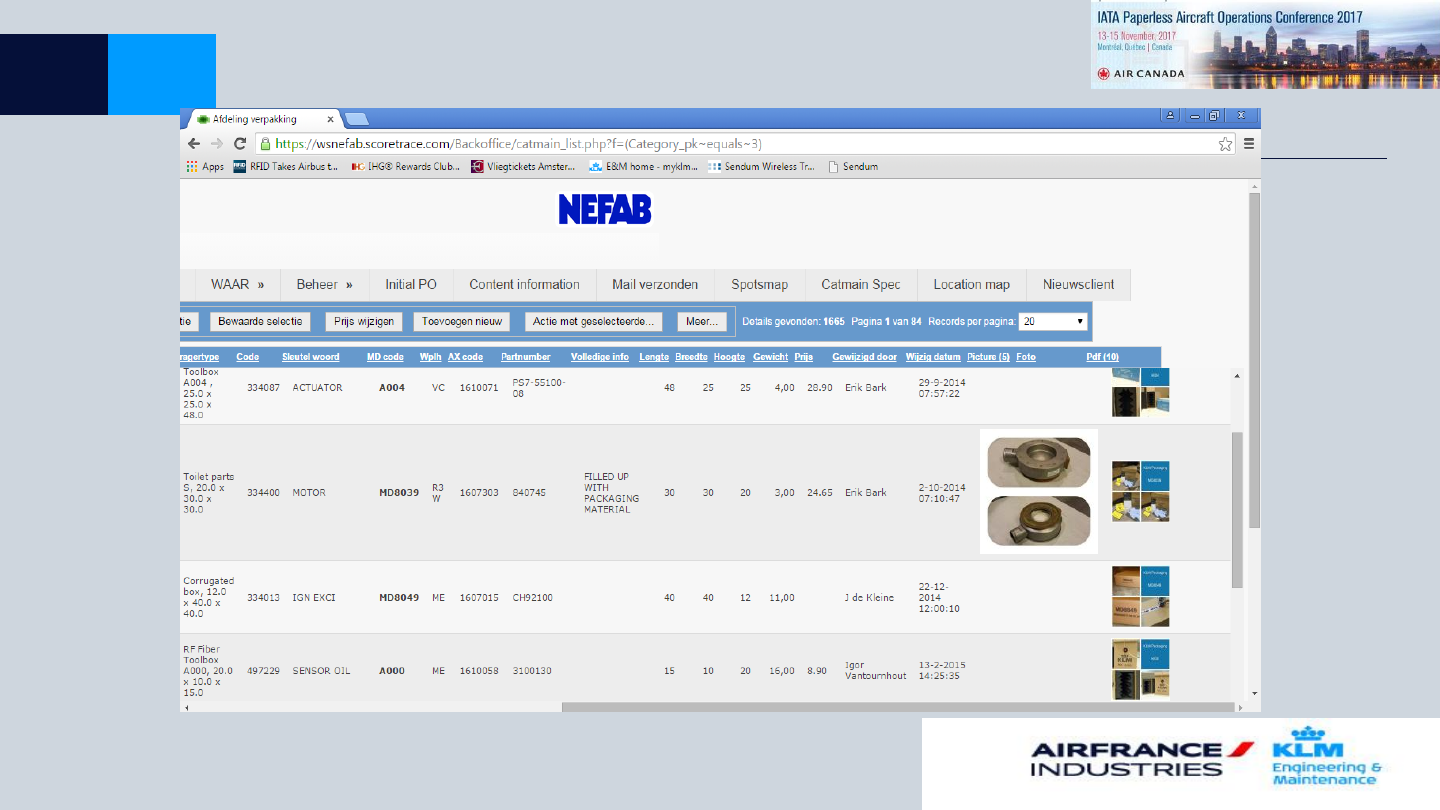 IATA Paperless Aircraft Operations Conference 2017
13-15 November, 2017
Montréal, Québec | Canada
AIR CANADA
Afdeling verpakking
https://wsnefab.scoretrace.com/Backoffice/catmain_list.php?f=(Category_pk~equals~3)
Apps RFID Takes Airbus t... IHG® Rewards Club... Vliegtickets Amster... E&M home - myklm... Sendum Wireless Tr... Sendum
NEFAB
WAAR » Beheer » Initial PO Content information Mail verzonden Spotsmap Catmain Spec Location map Nieuwsclient
tie Bewaarde selectie Prijs wijzigen Toevoegen nieuw Actie met geselecteerde... Meer... Details gevonden: 1665 Pagina 1 van 84 Records per pagina: 20
ragertype Code Sleutel woord MD code Wplh AX code Partnumber Volledige info Lengte Breedte Hoogte Gewicht Prijs Gewijzigd door Wijzig datum Picture (5) Foto Pdf (10)
Toolbox
A004 ,
25.0 x
25.0 x
48.0
334087 ACTUATOR A004 VC 1610071
PS7-55100-
08
48 25 25 4,00 28.90 Erik Bark
29-9-2014
07:57:22
Toilet parts
S, 20.0 x
30.0 x
30.0
334400 MOTOR MD8039
R3
W
1607303 840745
FILLED UP
WITH
PACKAGING
MATERIAL
30 30 20 3,00 24.65 Erik Bark
2-10-2014
07:10:47
Corrugated
box, 12.0
x 40.0 x
40.0
334013 IGN EXCI MD8049 ME 1607015 CH92100 40 40 12 11,00 J de Kleine
22-12-
2014
12:00:10
RF Fiber
Toolbox
A000, 20.0
x 10.0 x
15.0
497229 SENSOR OIL A000 ME 1610058 3100130 15 10 20 16,00 8.90
Igor
Vantournhout
13-2-2015
14:25:35
KLM
AIRFRANCE
INDUSTRIES
KLM
Engineering &
Maintenance